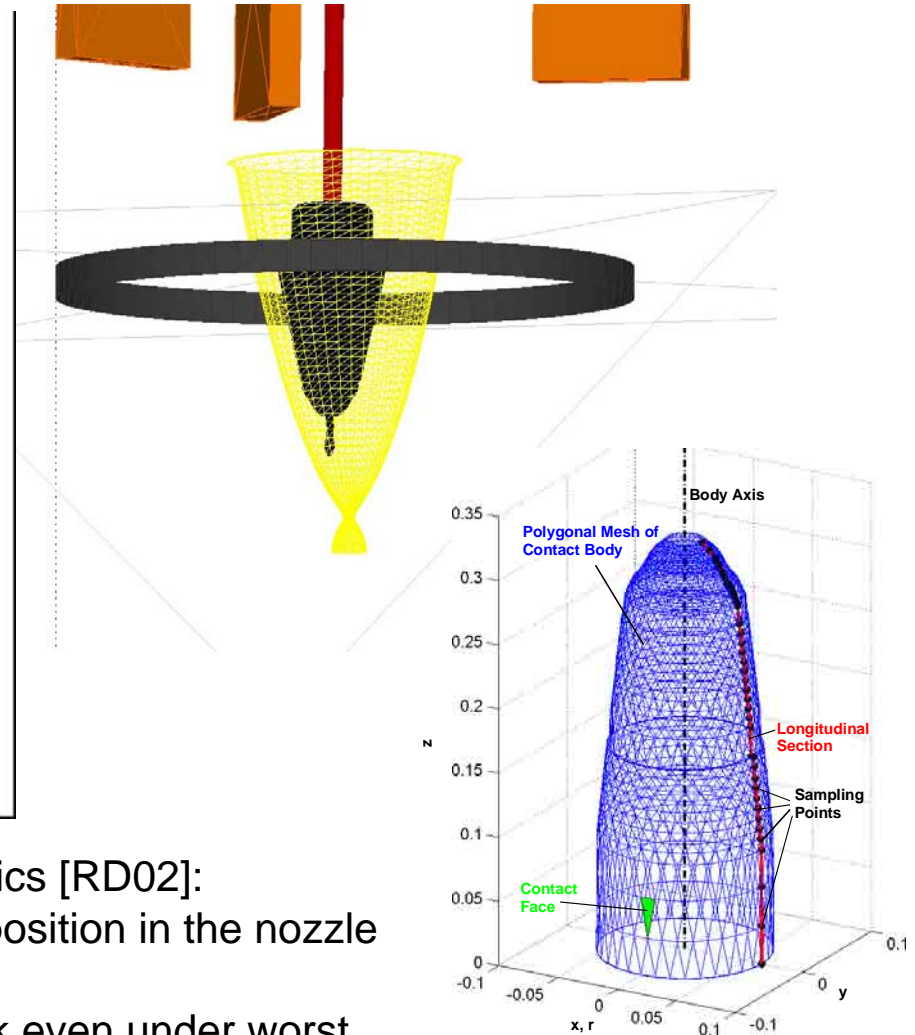 Body Axis
0.35
Polygonal Mesh of
Contact Body
0.3
0.25
0.2
Longitudinal
Section
z
0.15
Sampling
Points
0.1
Contact
Face
0.05
0
-0.1
-0.05
0
0.05
0.1
x, r
-0.1
0
y
0.1
ics [RD02]:
position in the nozzle
even under worst